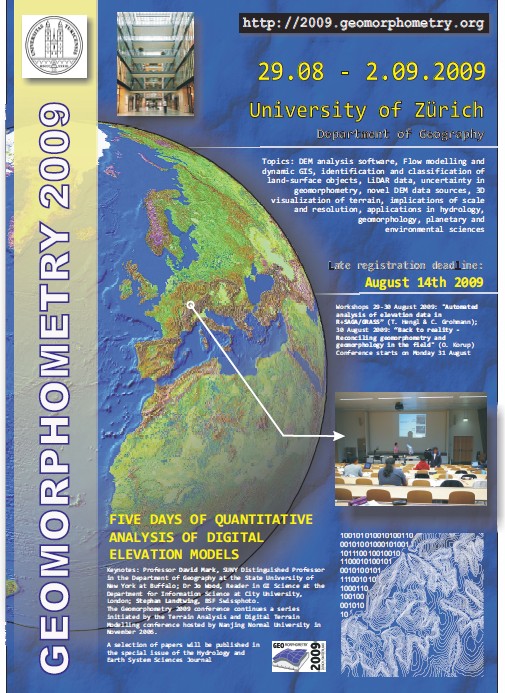 http://2009.geomorphometry.org
29.08 - 2.09.2009
University of Zürich
Department of Geography
Topics: DEM analysis software, Flow modelling and
dynamic GIS, identification and classification of
land-surface objects, LiDAR data, uncertainty in
geomorphometry, novel DEM data sources, 3D
visualization of terrain, implications of scale
and resolution, applications in hydrology,
geomorphology, planetary and
environmental sciences
Late registration deadline:
August 14th 2009
Workshops 29-30 August 2009: "Automated
analysis of elevation data in
R+SAGA/GRASS" (T. Hengl & C. Grohmann);
30 August 2009: "Back to reality -
Reconciling geomorphometry and
geomorphology in the field" (O. Korup)
Conference starts on Monday 31 August
GEOMORPHOMETRY 2009
FIVE DAYS OF QUANTITATIVE
ANALYSIS OF DIGITAL
ELEVATION MODELS
Keynotes: Professor David Mark, SUNY Distinguished Professor
in the Department of Geography at the State University of
New York at Buffalo; Dr Jo Wood, Reader in GI Science at the
Department for Information Science at City University,
London; Stephan Landtwing, BSF Swissphoto.
The Geomorphometry 2009 conference continues a series
initiated by the Terrain Analysis and Digital Terrain
Modelling conference hosted by Nanjing Normal University in
November 2006.
A selection of papers will be published in
the special issue of the Hydrology and
Earth System Sciences Journal
GEO MORPHOMETRY
2009